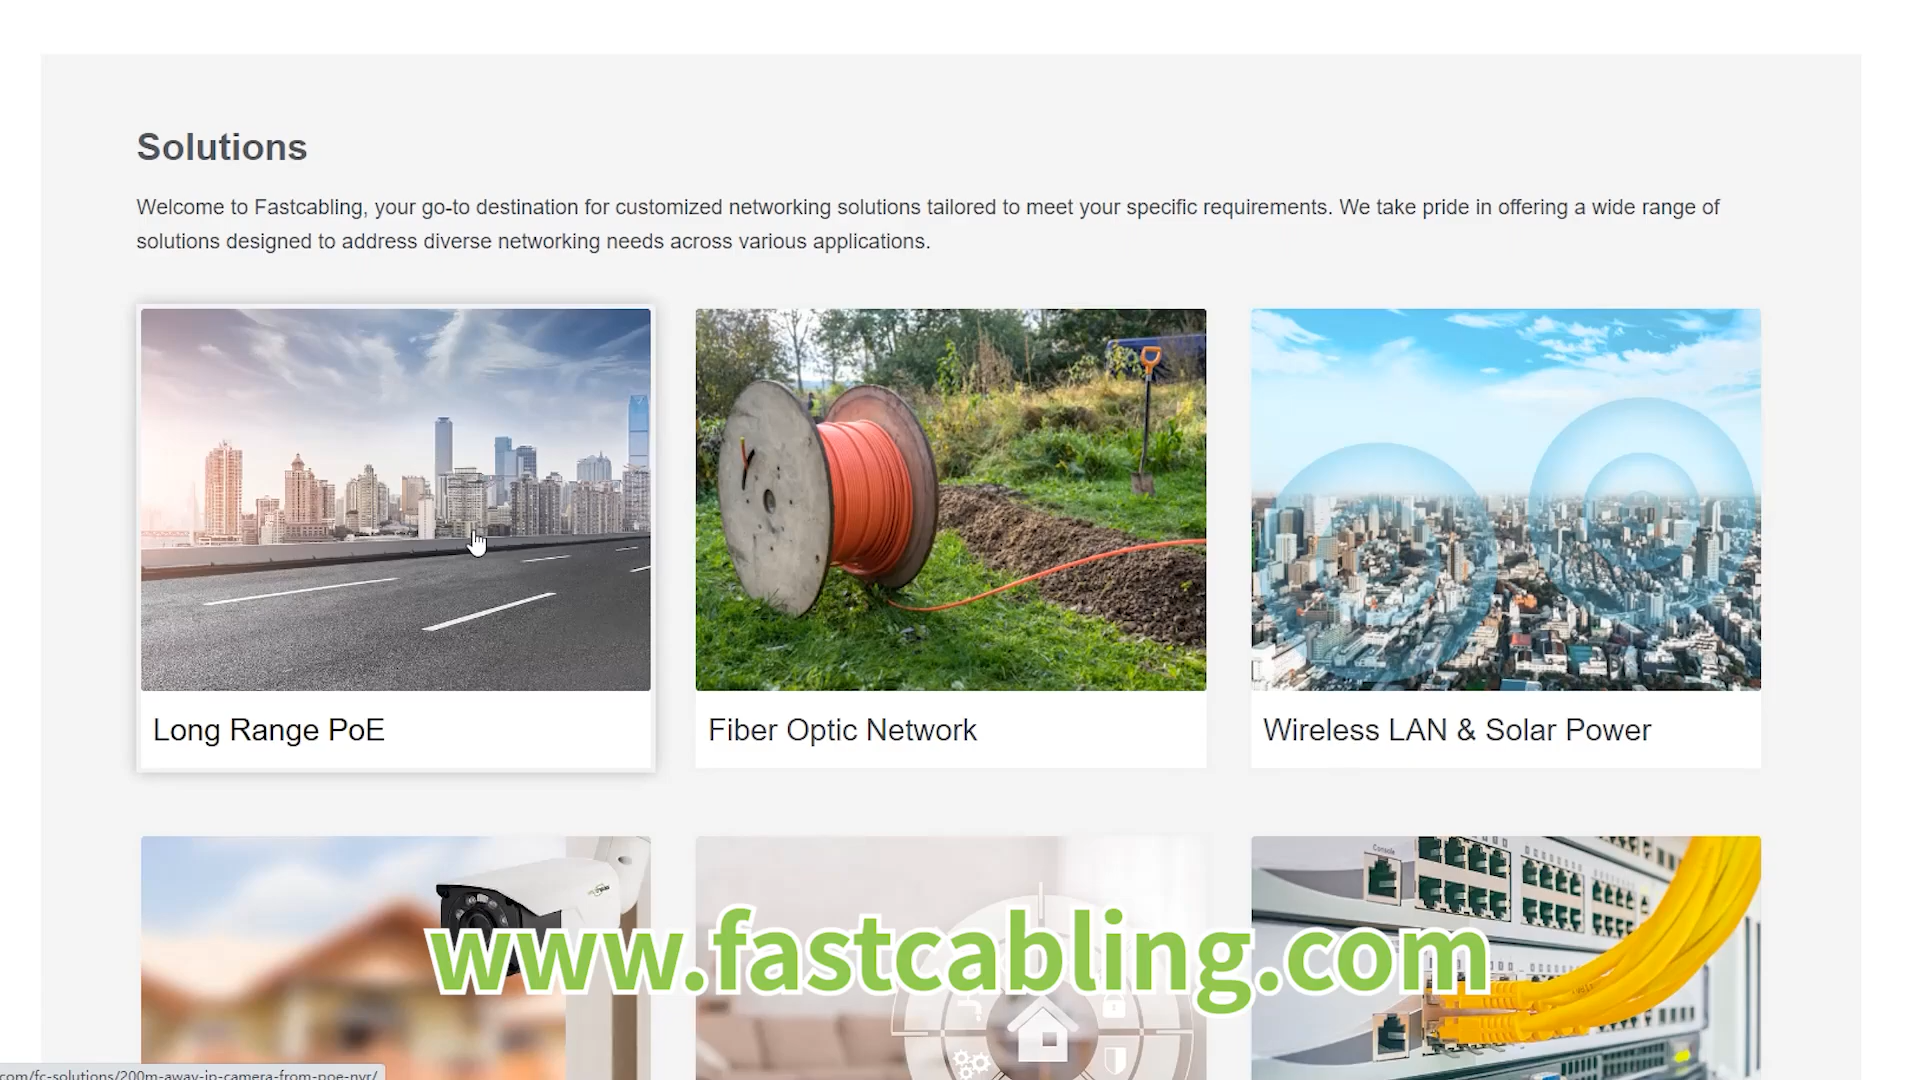 Solutions
Welcome to Fastcabling, your go-to destination for customized networking solutions tailored to meet your specific requirements. We take pride in offering a wide range of
solutions designed to address diverse networking needs across various applications.
Long Range PoE
Fiber Optic Network
Wireless LAN & Solar Power
Console
www.fastcabling.com
.com/fc-solutions/200m-away-ip-camera-from-poe-nvr/